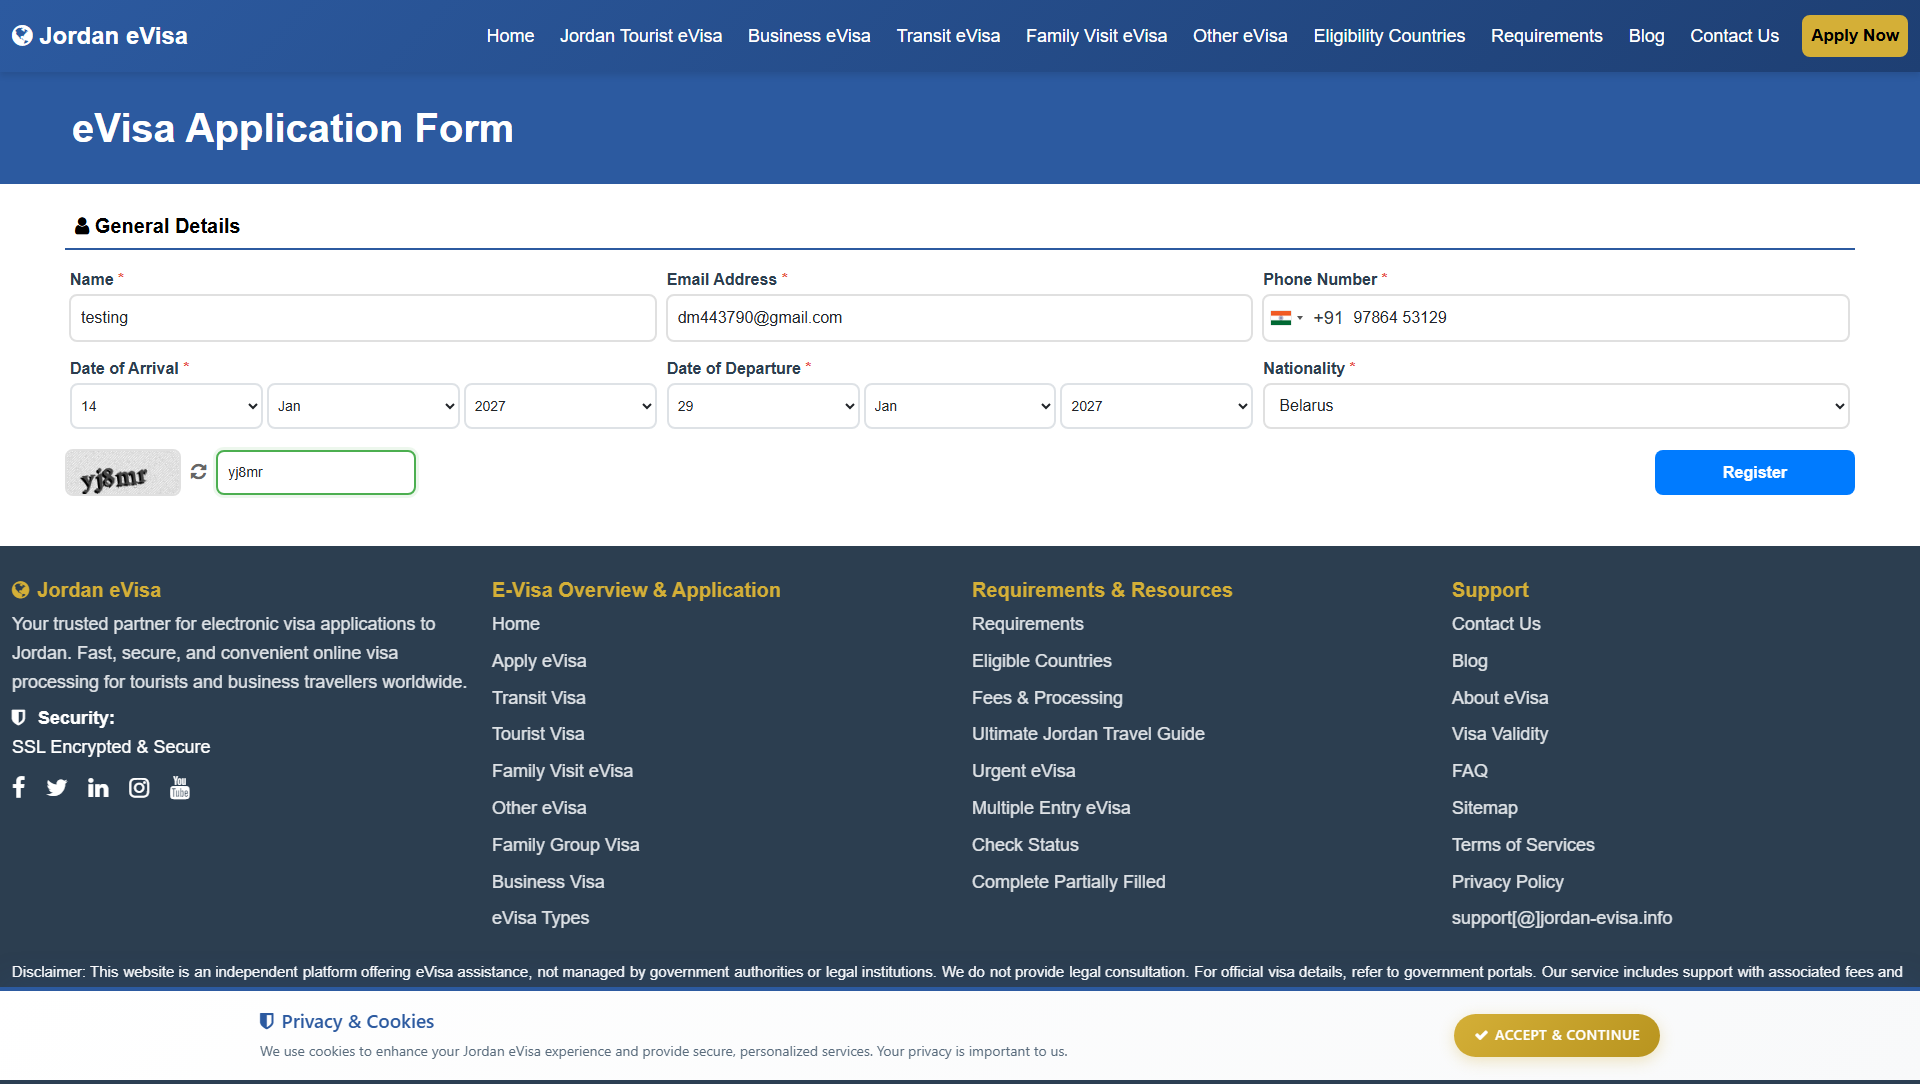 Jordan eVisa
Home Jordan Tourist eVisa Business eVisa Transit eVisa Family Visit eVisa Other eVisa Eligibility Countries Requirements Blog Contact Us Apply Now
eVisa Application Form
General Details
Name * Email Address * Phone Number *
testing dm443790@gmail.com +91 97864 53129
Date of Arrival * Date of Departure * Nationality *
14 Jan 2027 29 Jan 2027 Belarus
yj8mr yj8mr Register
Jordan eVisa
Your trusted partner for electronic visa applications to
Jordan. Fast, secure, and convenient online visa
processing for tourists and business travellers worldwide.
Security:
SSL Encrypted & Secure
You
Tube
E-Visa Overview & Application
Home
Apply eVisa
Transit Visa
Tourist Visa
Family Visit eVisa
Other eVisa
Family Group Visa
Business Visa
eVisa Types
Requirements & Resources
Requirements
Eligible Countries
Fees & Processing
Ultimate Jordan Travel Guide
Urgent eVisa
Multiple Entry eVisa
Check Status
Complete Partially Filled
Support
Contact Us
Blog
About eVisa
Visa Validity
FAQ
Sitemap
Terms of Services
Privacy Policy
support[@]jordan-evisa.info
Disclaimer: This website is an independent platform offering eVisa assistance, not managed by government authorities or legal institutions. We do not provide legal consultation. For official visa details, refer to government portals. Our service includes support with associated fees and
Privacy & Cookies
We use cookies to enhance your Jordan eVisa experience and provide secure, personalized services. Your privacy is important to us.
ACCEPT & CONTINUE